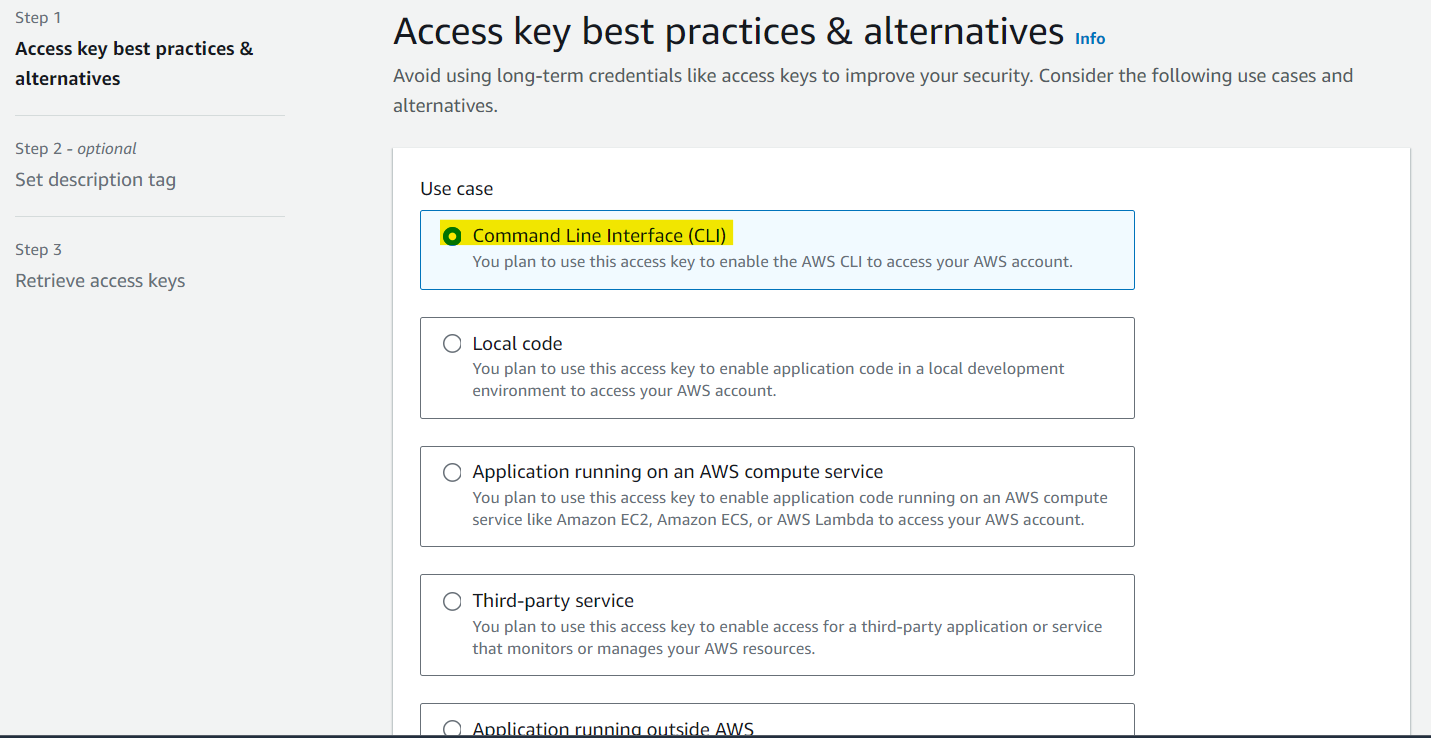 Step 1
Access key best practices &
alternatives
Step 2 - optional
Set description tag
Step 3
Retrieve access keys
Access key best practices & alternatives Info
Avoid using long-term credentials like access keys to improve your security. Consider the following use cases and
alternatives.
Use case
Command Line Interface (CLI)
You plan to use this access key to enable the AWS CLI to access your AWS account.
Local code
You plan to use this access key to enable application code in a local development
environment to access your AWS account.
Application running on an AWS compute service
You plan to use this access key to enable application code running on an AWS compute
service like Amazon EC2, Amazon ECS, or AWS Lambda to access your AWS account.
Third-party service
You plan to use this access key to enable access for a third-party application or service
that monitors or manages your AWS resources.
Application running outside AWS